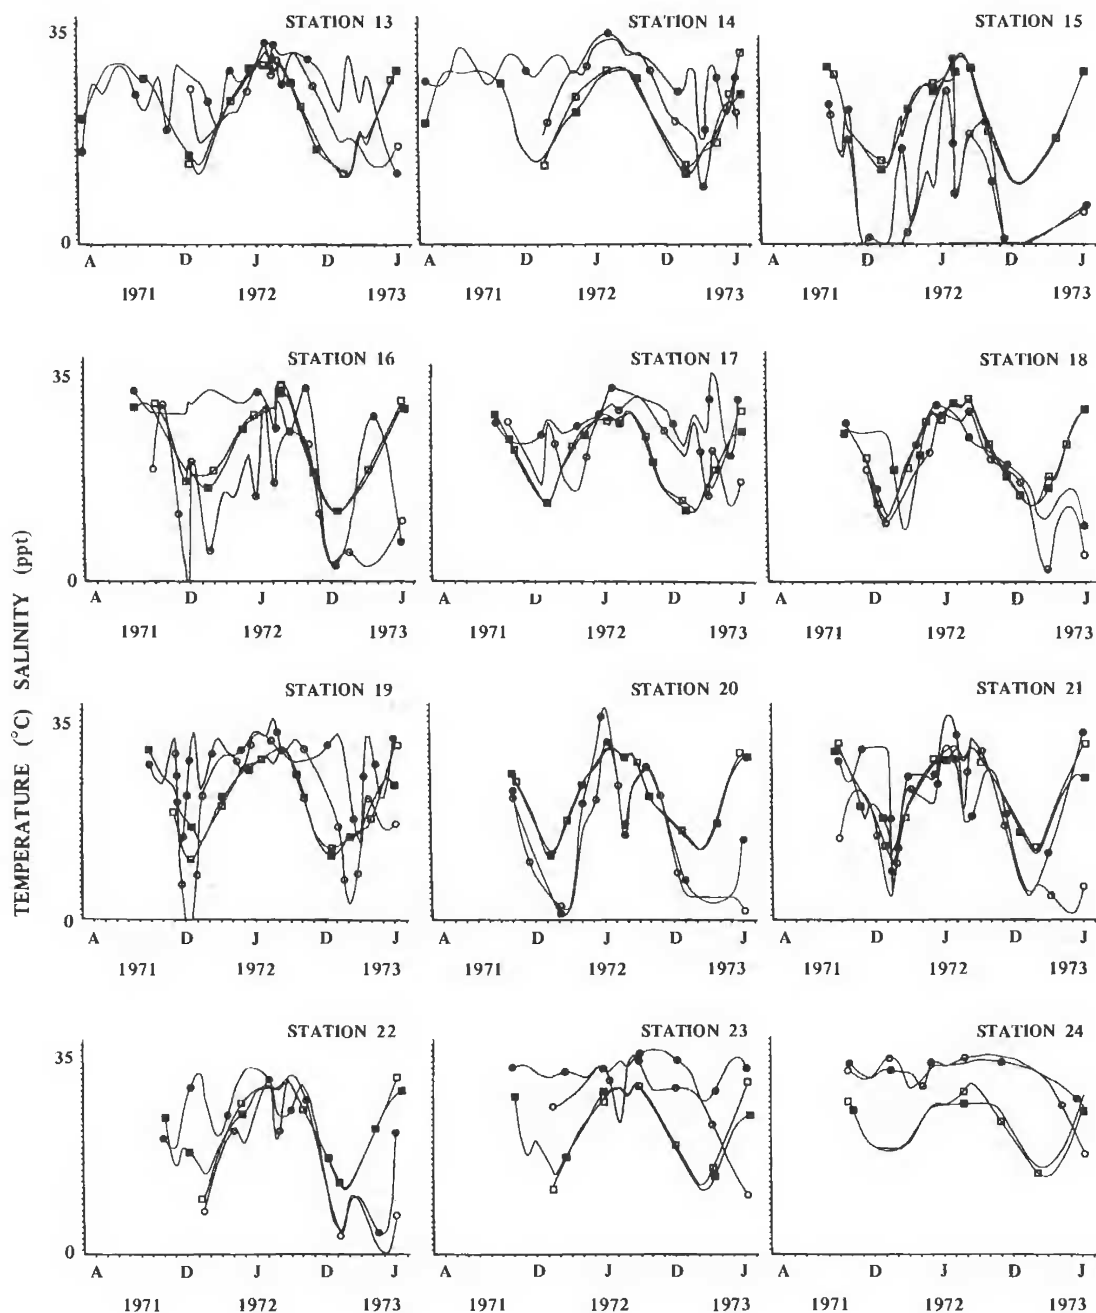 STATION 13 STATION 14 STATION 15
35
0
A D J D J A D J D J A D J D J
1971 1972 1973 1971 1972 1973 1971 1972 1973
STATION 16 STATION 17 STATION 18
35
0
A D J D J A D J D J A D J D J
1971 1972 1973 1971 1972 1973 1971 1972 1973
TEMPERATURE (°C) SALINITY (ppt)
STATION 19 STATION 20 STATION 21
35
0
A D J D J A D J D J A D J D J
1971 1972 1973 1971 1972 1973 1971 1972 1973
STATION 22 STATION 23 STATION 24
35
0
A D J D J A D J D J A D J D J
1971 1972 1973 1971 1972 1973 1971 1972 1973